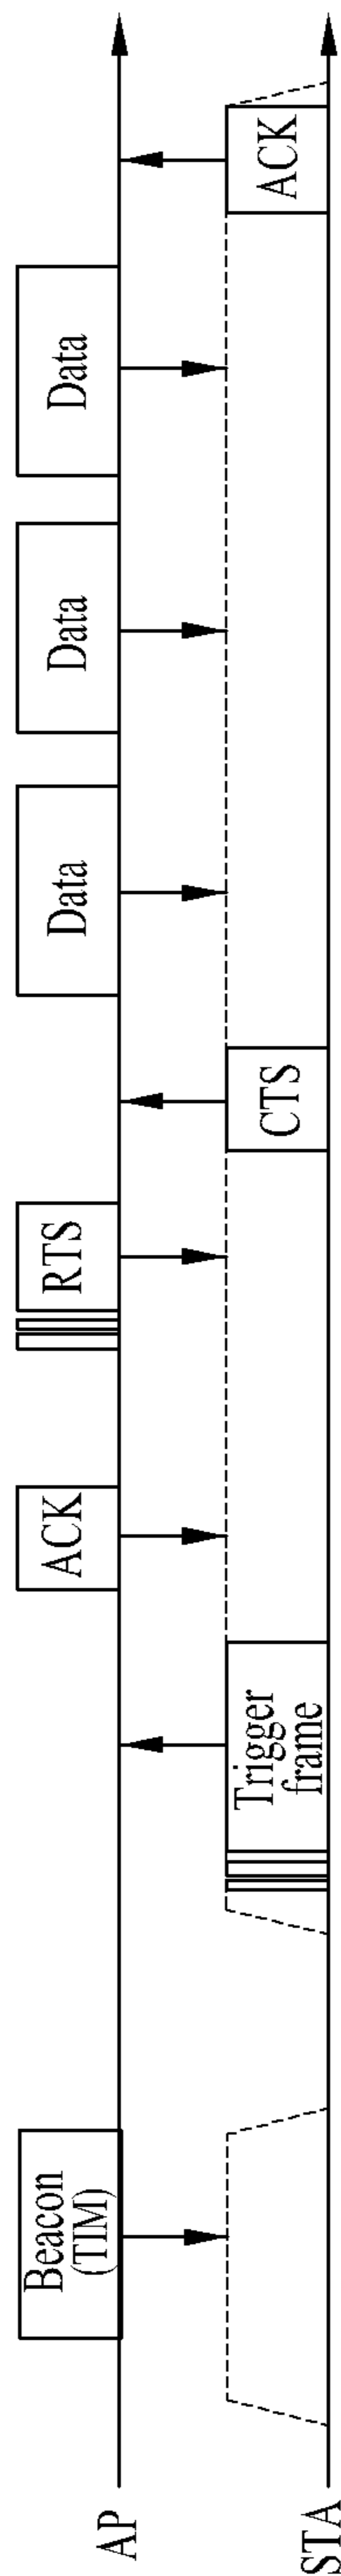 AP
Beacon
(TIM)
ACK
RTS
Data
Data
Data
STA
Trigger
frame
CTS
ACK